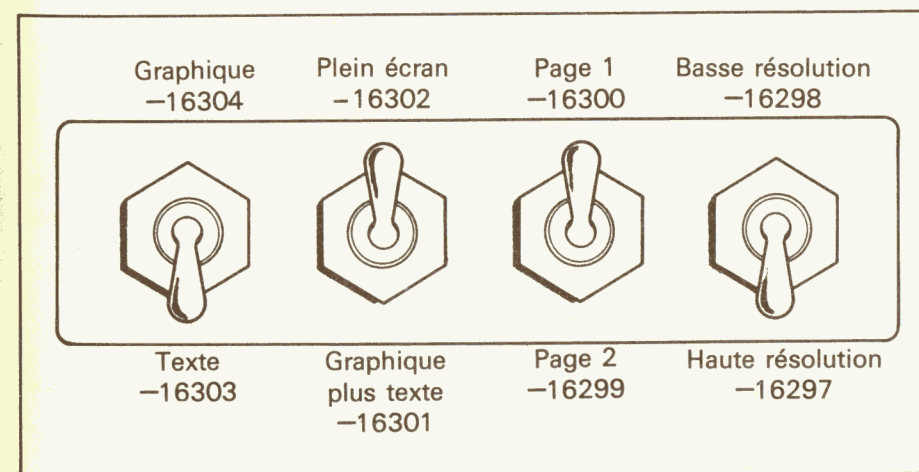 Graphique
−16304
Plein écran
−16302
Page 1
−16300
Basse résolution
−16298
Texte
−16303
Graphique
plus texte
−16301
Page 2
−16299
Haute résolution
−16297